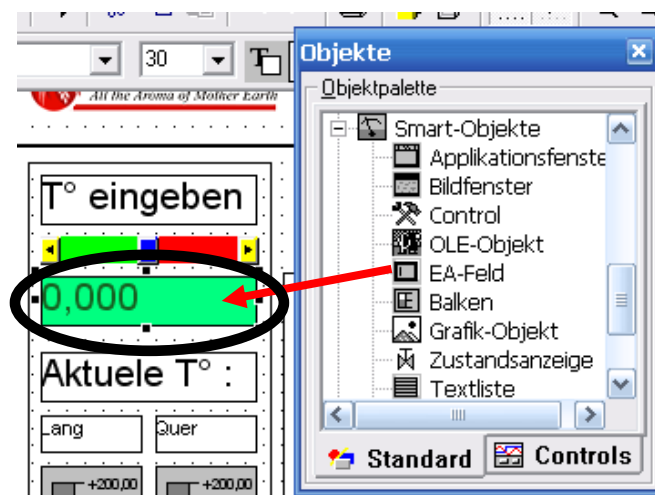 30
T
All the Aroma of Mother Earth
T° eingeben
0,000
Aktuele T° :
Lang
Quer
+200,00
+200,00
Objekte
Objektpalette
Smart-Objekte
Applikationsfenste
Bildfenster
Control
OLE-Objekt
EA-Feld
Balken
Grafik-Objekt
Zustandsanzeige
Textliste
Standard
Controls